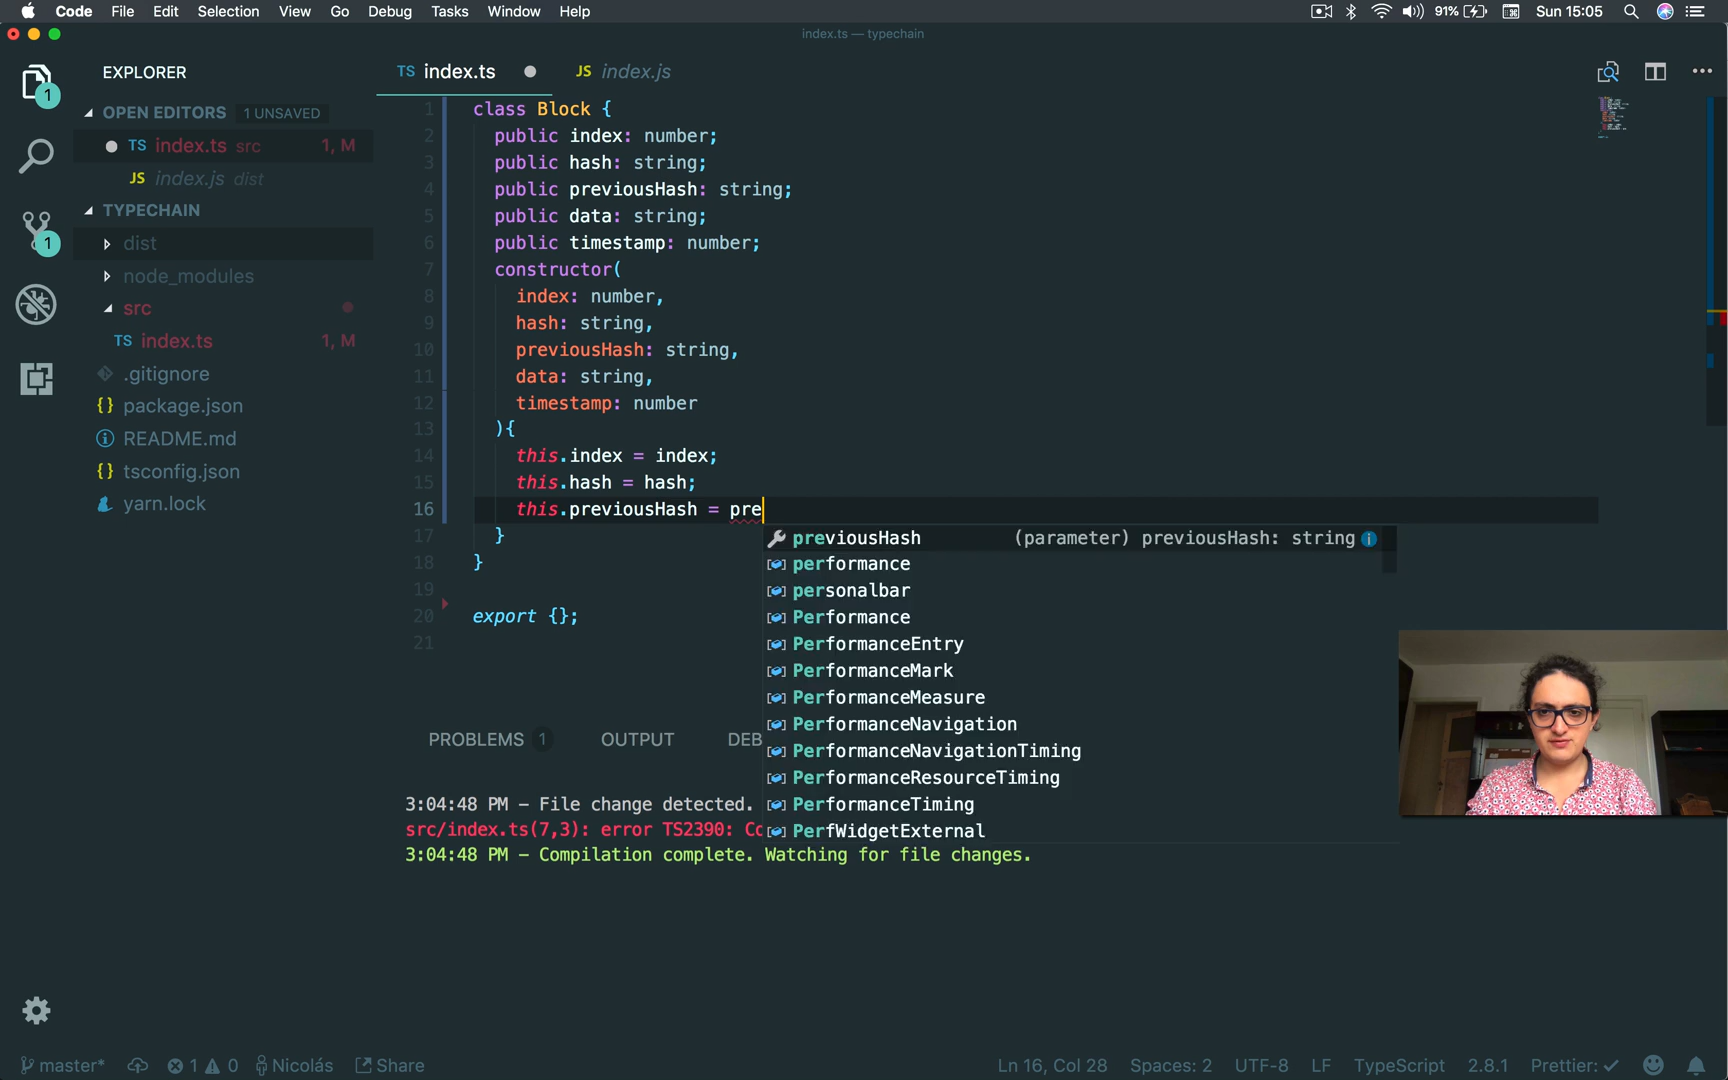 Code File Edit Selection View Go Debug Tasks Window Help 91% Sun 15:05
index.ts — typechain
EXPLORER
TS index.ts JS index.js
OPEN EDITORS 1 UNSAVED
TS index.ts src 1, M
JS index.js dist
TYPECHAIN
dist
node_modules
src
TS index.ts 1, M
.gitignore
{} package.json
README.md
{} tsconfig.json
yarn.lock
1
1
1 class Block {
2 public index: number;
3 public hash: string;
4 public previousHash: string;
5 public data: string;
6 public timestamp: number;
7 constructor(
8 index: number,
9 hash: string,
10 previousHash: string,
11 data: string,
12 timestamp: number
13 ){
14 this.index = index;
15 this.hash = hash;
16 this.previousHash = pre
17 }
18 }
19
20 export {};
21
previousHash (parameter) previousHash: string
performance
personalbar
Performance
PerformanceEntry
PerformanceMark
PerformanceMeasure
PerformanceNavigation
PerformanceNavigationTiming
PerformanceResourceTiming
PerformanceTiming
PerfWidgetExternal
PROBLEMS 1 OUTPUT DEB
3:04:48 PM - File change detected.
src/index.ts(7,3): error TS2390: Co
3:04:48 PM - Compilation complete. Watching for file changes.
master* 1 0 Nicolás Share Ln 16, Col 28 Spaces: 2 UTF-8 LF TypeScript 2.8.1 Prettier: ✓